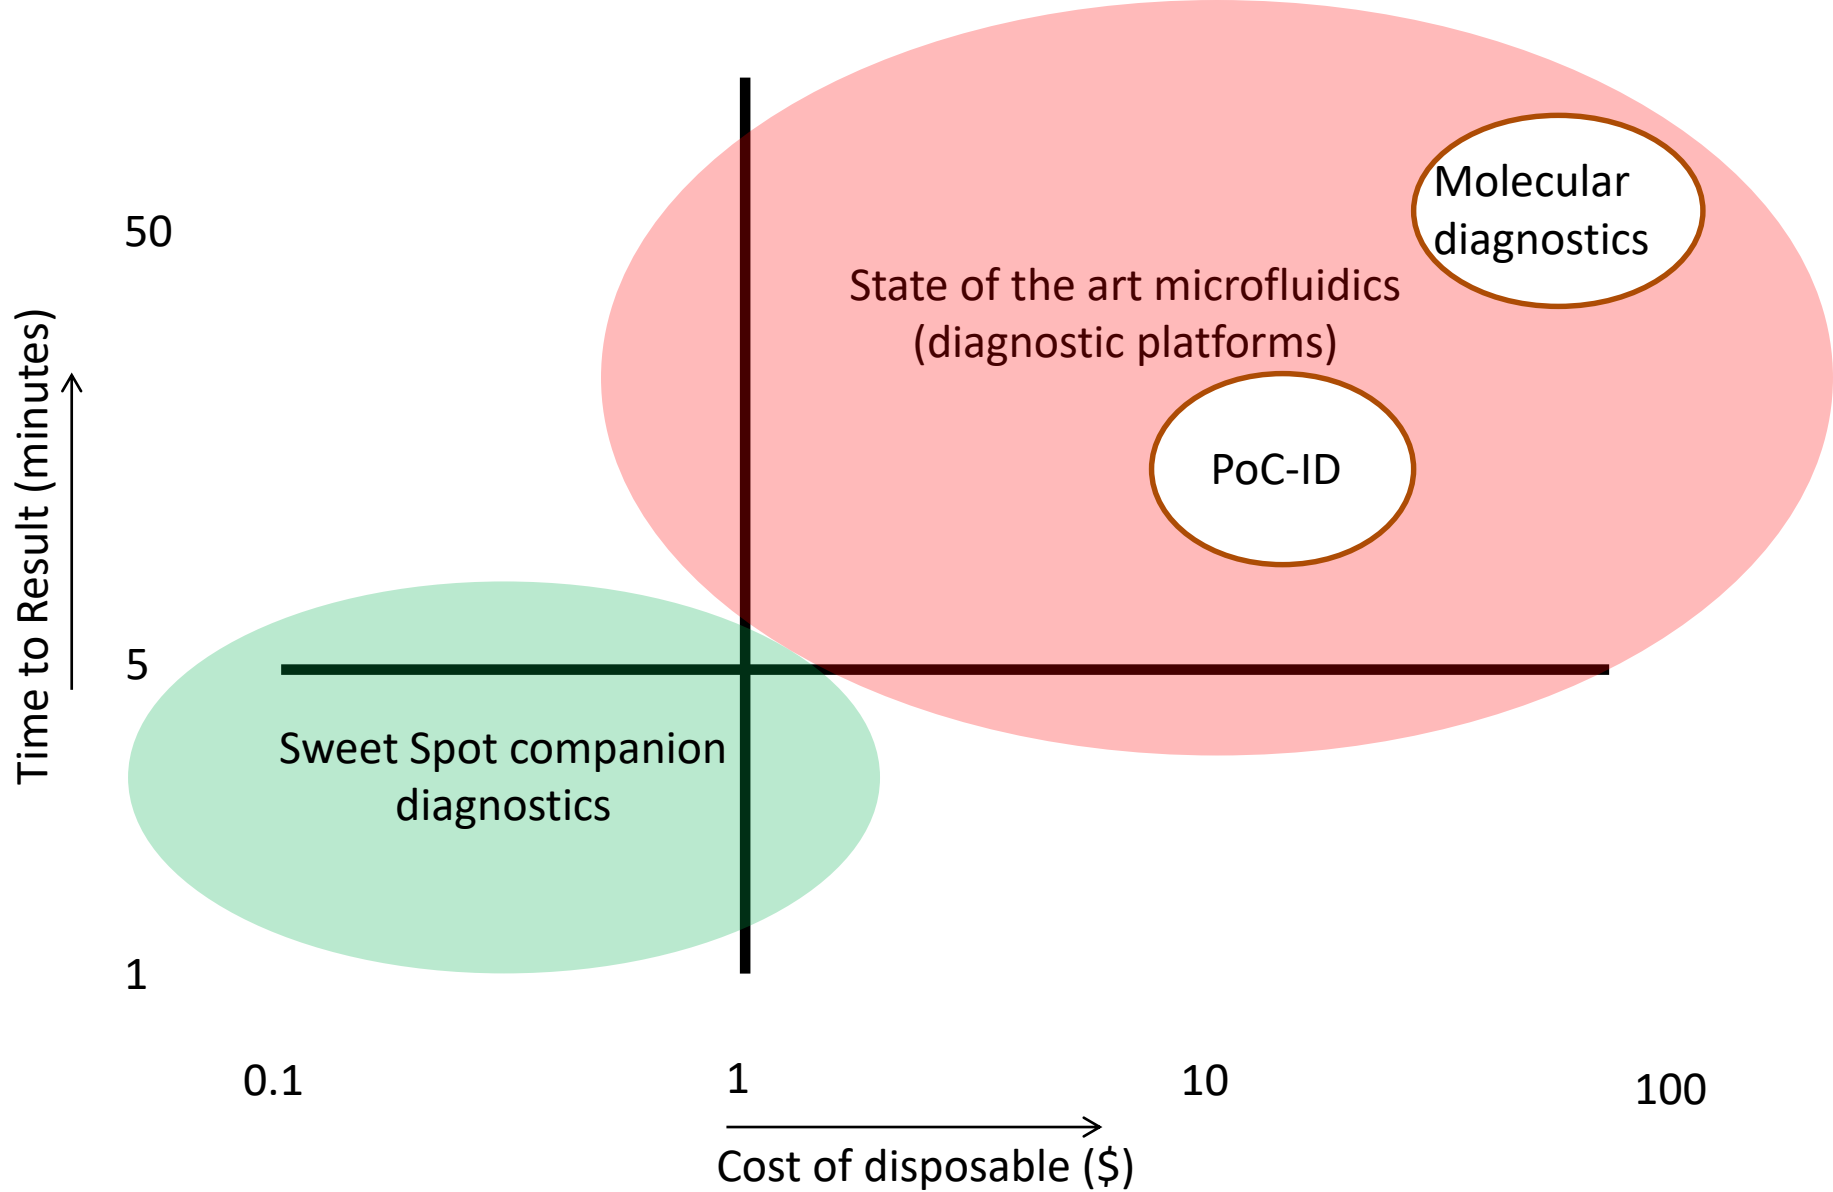 Molecular
diagnostics
50
State of the art microfluidics
(diagnostic platforms)
Time to Result (minutes)
PoC-ID
5
Sweet Spot companion
diagnostics
1
0.1
1
10
100
Cost of disposable ($)